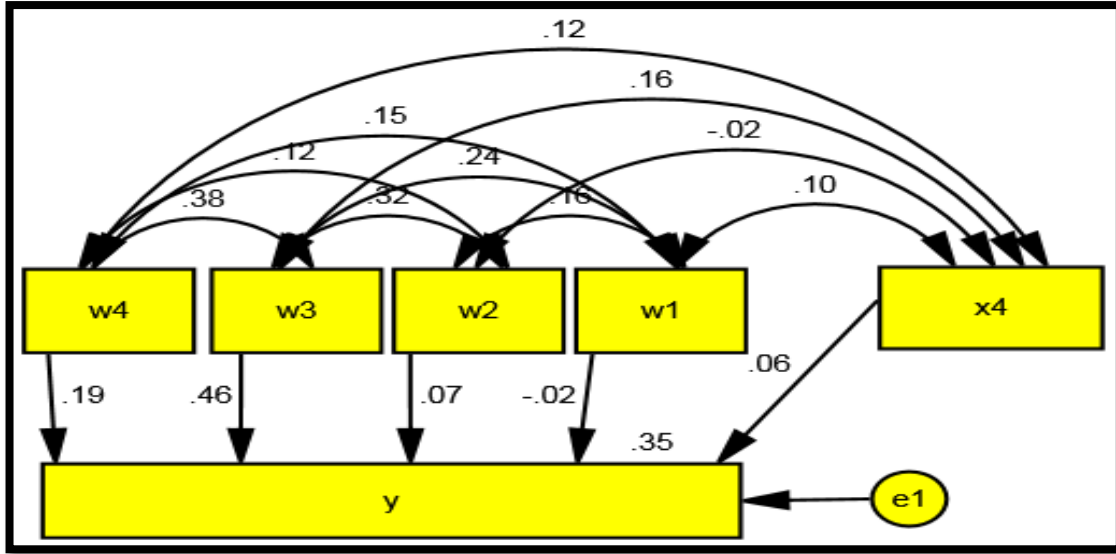 .12
.16
.15
-.02
.12
.24
.38
.32
.16
.10
w4
w3
w2
w1
x4
.19
.46
.07
-.02
.06
.35
y
e1